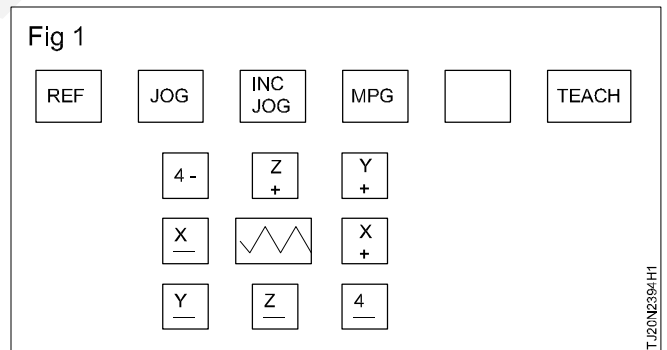 Fig 1
REF JOG INC JOG MPG TEACH
4 - Z + Y +
X _ X +
Y _ Z _ 4 _
TJ20N2394H1